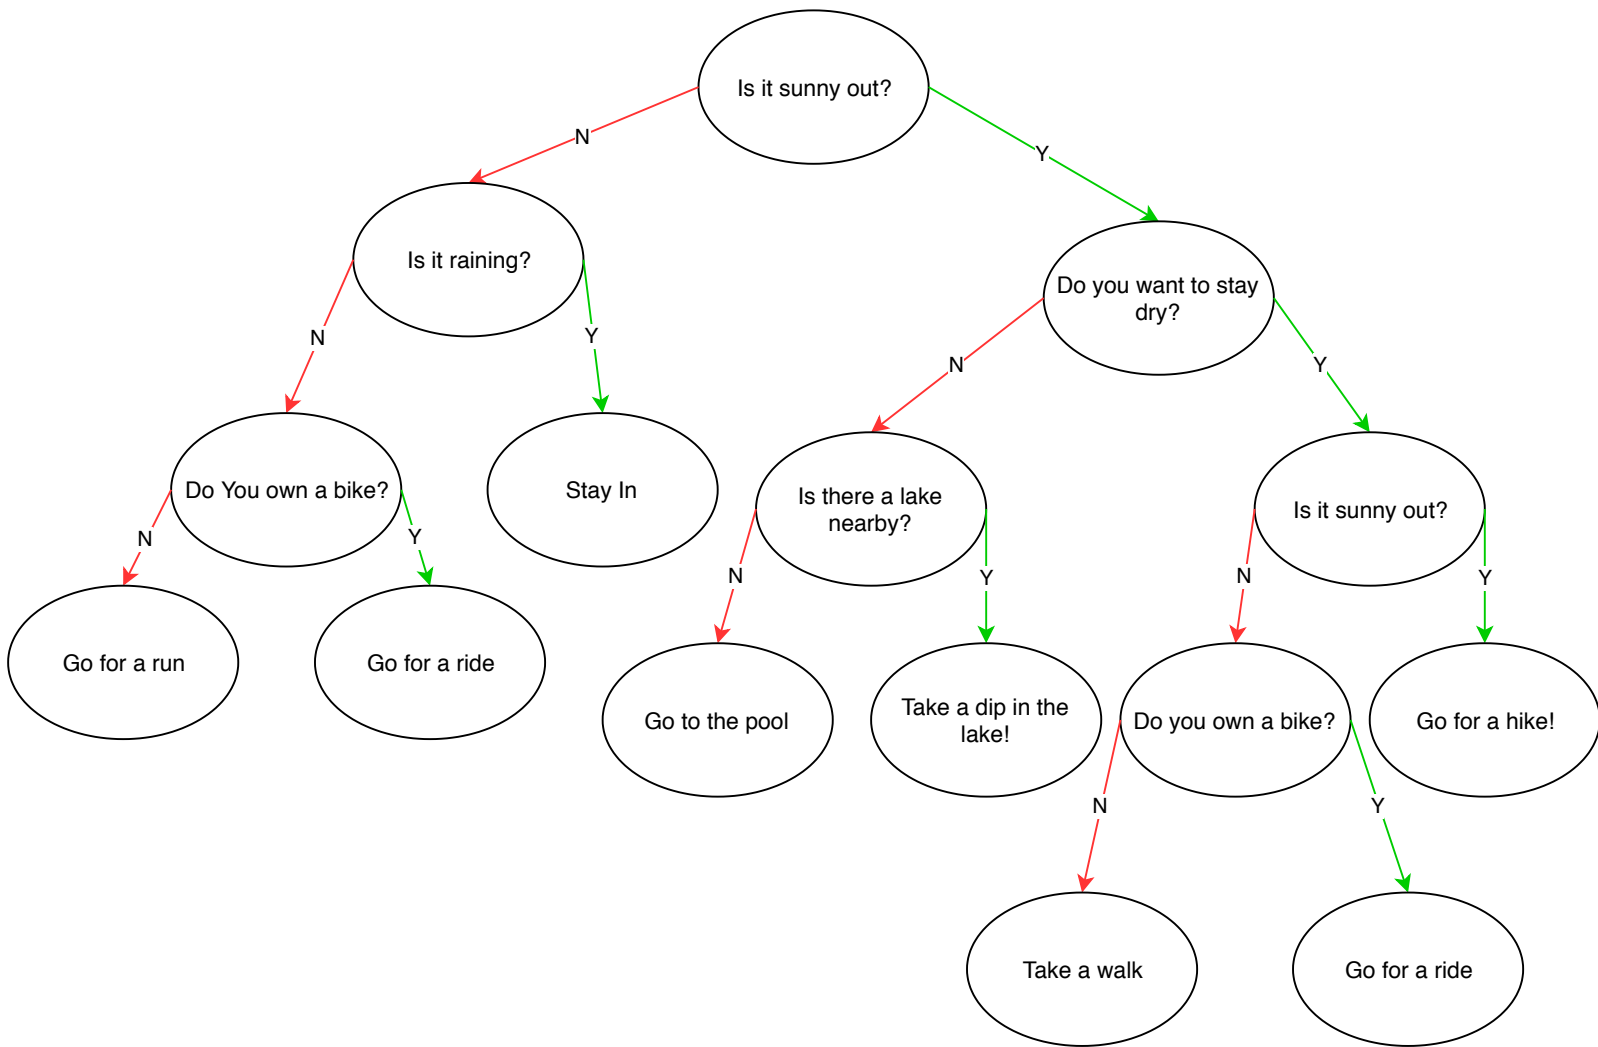 Is it sunny out?
N
Y
Is it raining?
Do you want to stay
dry?
N
Y
N
Y
Do You own a bike?
Stay In
Is there a lake
nearby?
Is it sunny out?
N
Y
N
Y
N
Y
Go for a run
Go for a ride
Go to the pool
Take a dip in the
lake!
Do you own a bike?
Go for a hike!
N
Y
Take a walk
Go for a ride